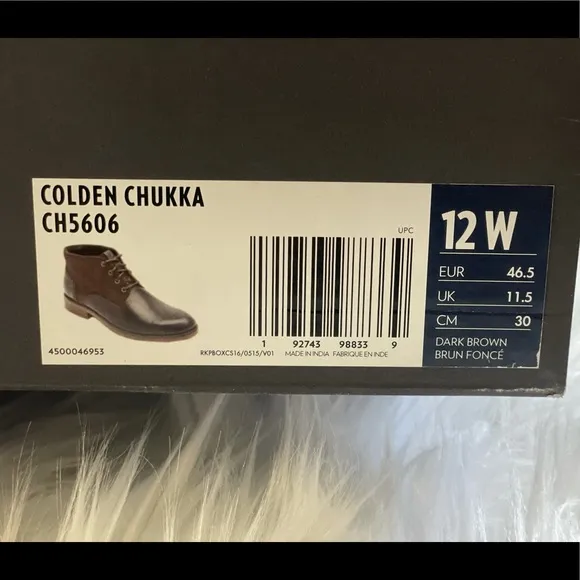 COLDEN CHUKKA
CH5606
UPC
1 92743 98833 9
4500046953
RKPBOXCS16/0515/V01 MADE IN INDIA FABRIQUE EN INDE
12 W
EUR 46.5
UK 11.5
CM 30
DARK BROWN
BRUN FONCÉ